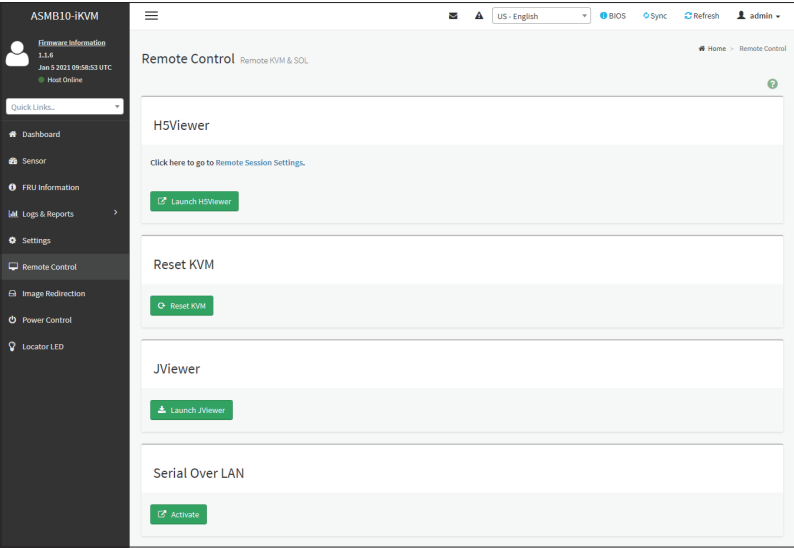 ASMB10-iKVM
US - English
BIOS
Sync
Refresh
admin
Firmware Information
1.1.6
Jan 5 2021 09:58:53 UTC
Host Online
Quick Links..
Dashboard
Sensor
FRU Information
Logs & Reports
Settings
Remote Control
Image Redirection
Power Control
Locator LED
Remote Control Remote KVM & SOL
Home > Remote Control
H5Viewer
Click here to go to Remote Session Settings.
Launch H5Viewer
Reset KVM
Reset KVM
JViewer
Launch JViewer
Serial Over LAN
Activate